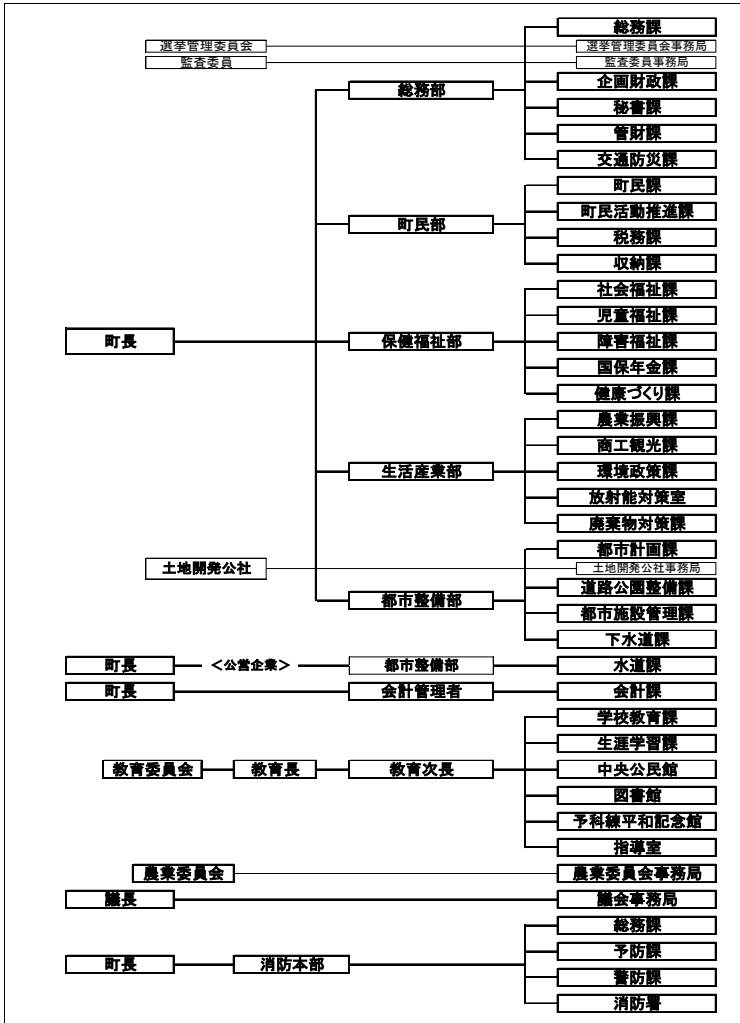 総務課
選挙管理委員会 選挙管理委員会事務局
監査委員 監査委員事務局
総務部 企画財政課
秘書課
管財課
交通防災課
町民課
町民部 町民活動推進課
税務課
収納課
社会福祉課
児童福祉課
町長 保健福祉部 障害福祉課
国保年金課
健康づくり課
農業振興課
商工観光課
生活産業部 環境政策課
放射能対策室
廃棄物対策課
都市計画課
土地開発公社 土地開発公社事務局
都市整備部 道路公園整備課
都市施設管理課
下水道課
町長 <公営企業> 都市整備部 水道課
町長 会計管理者 会計課
学校教育課
生涯学習課
教育委員会 教育長 教育次長 中央公民館
図書館
予科練平和記念館
指導室
農業委員会 農業委員会事務局
議長 議会事務局
総務課
予防課
町長 消防本部 警防課
消防署